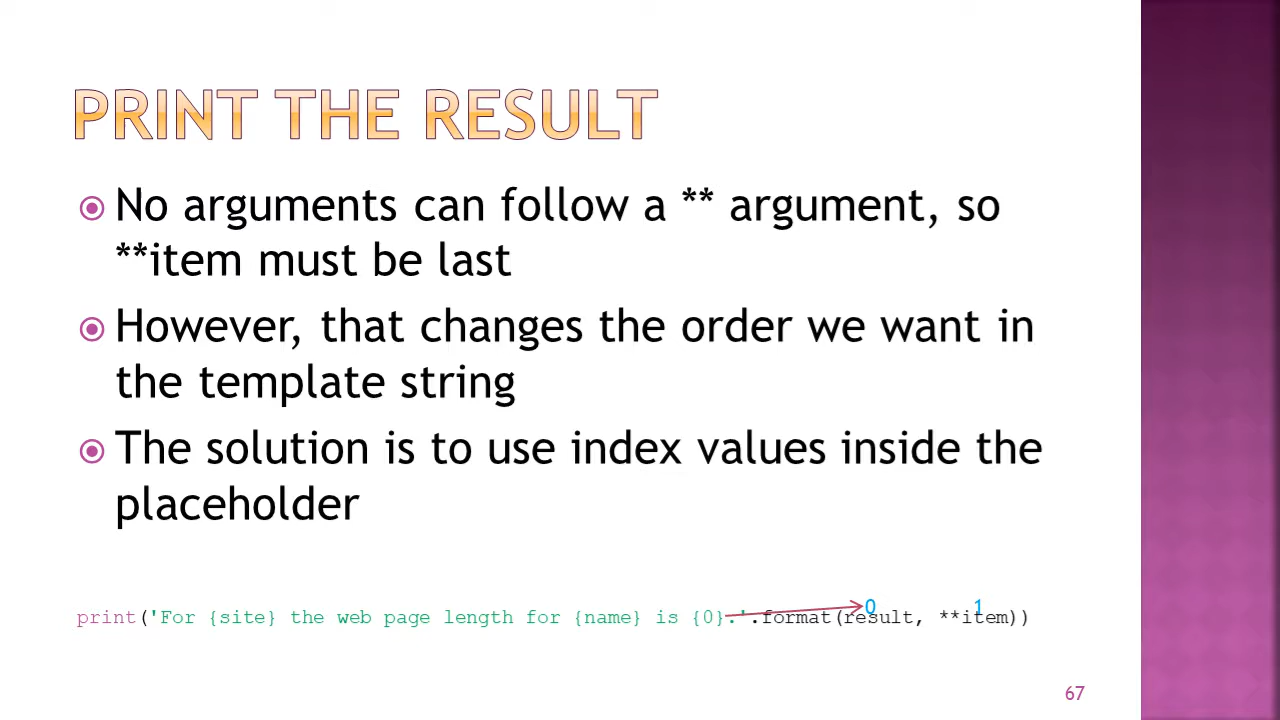 PRINT THE RESULT
No arguments can follow a ** argument, so
**item must be last
However, that changes the order we want in
the template string
The solution is to use index values inside the
placeholder
0 1
print('For {site} the web page length for {name} is {0}.'.format(result, **item))
67